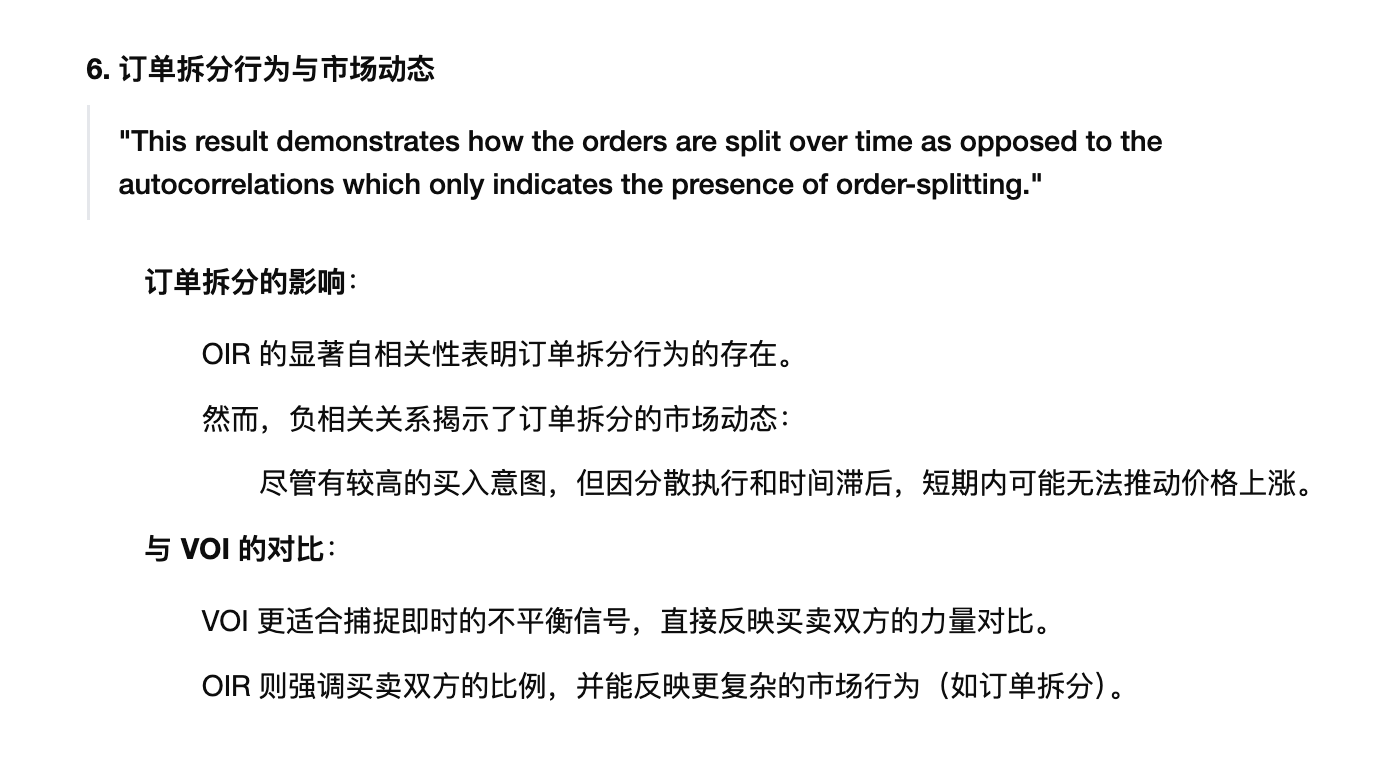 6. 订单拆分行为与市场动态
"This result demonstrates how the orders are split over time as opposed to the
autocorrelations which only indicates the presence of order-splitting."
订单拆分的影响：
OIR 的显著自相关性表明订单拆分行为的存在。
然而，负相关关系揭示了订单拆分的市场动态：
尽管有较高的买入意图，但因分散执行和时间滞后，短期内可能无法推动价格上涨。
与 VOI 的对比：
VOI 更适合捕捉即时的不平衡信号，直接反映买卖双方的力量对比。
OIR 则强调买卖双方的比例，并能反映更复杂的市场行为（如订单拆分）。